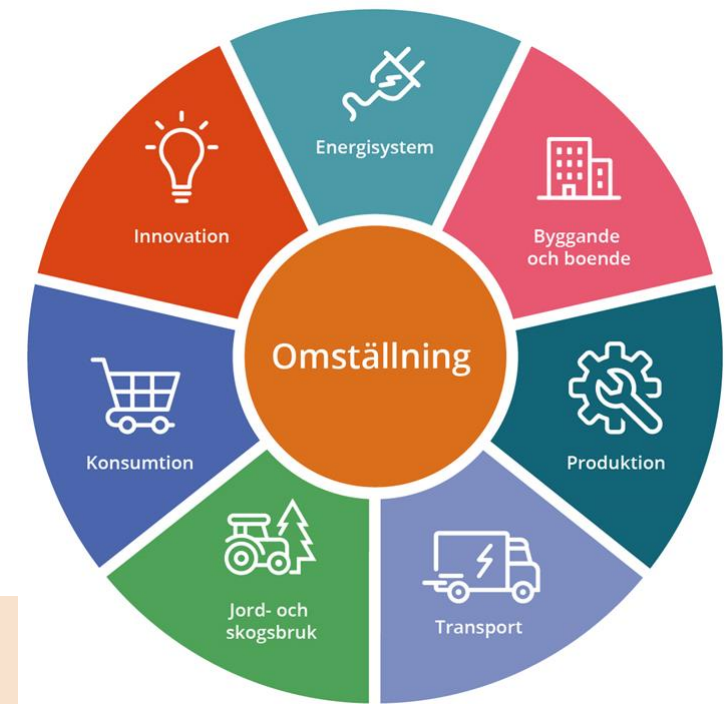 Energisystem
Byggande
och boende
Produktion
Transport
Jord- och
skogsbruk
Konsumtion
Innovation
Omställning